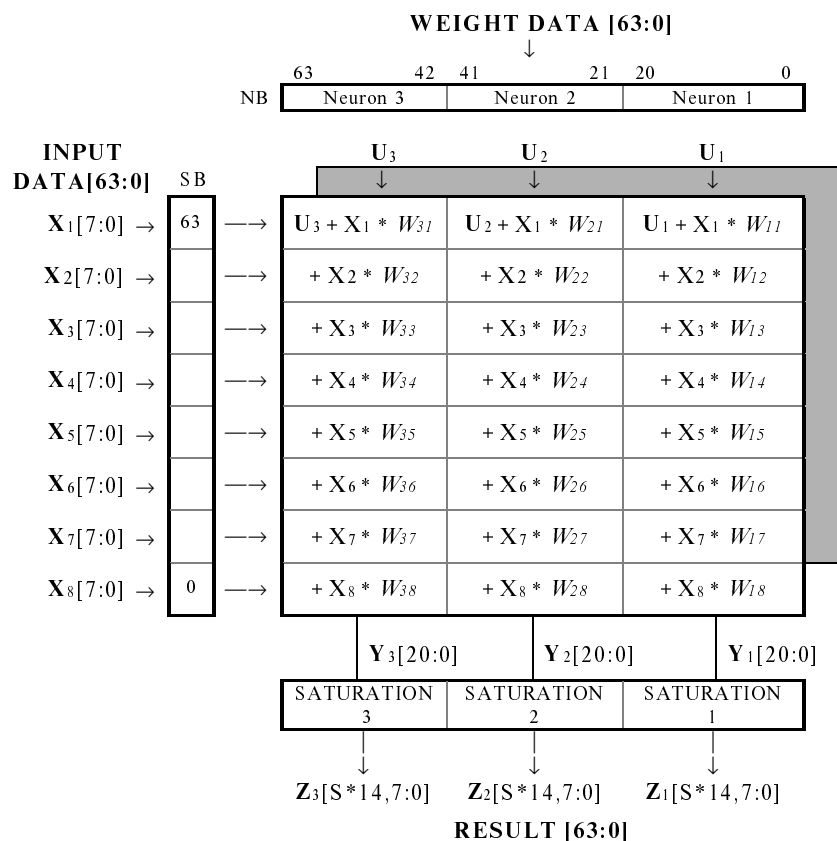 WEIGHT DATA [63:0]
↓
63 42 41 21 20 0
NB Neuron 3 Neuron 2 Neuron 1
INPUT
DATA[63:0] SB
U3 U2 U1
↓ ↓ ↓
X1[7:0] → 63 —→ U3 + X1 * W31 U2 + X1 * W21 U1 + X1 * W11
X2[7:0] → —→ + X2 * W32 + X2 * W22 + X2 * W12
X3[7:0] → —→ + X3 * W33 + X3 * W23 + X3 * W13
X4[7:0] → —→ + X4 * W34 + X4 * W24 + X4 * W14
X5[7:0] → —→ + X5 * W35 + X5 * W25 + X5 * W15
X6[7:0] → —→ + X6 * W36 + X6 * W26 + X6 * W16
X7[7:0] → —→ + X7 * W37 + X7 * W27 + X7 * W17
X8[7:0] → 0 —→ + X8 * W38 + X8 * W28 + X8 * W18
Y3[20:0] Y2[20:0] Y1[20:0]
SATURATION SATURATION SATURATION
3 2 1
↓ ↓ ↓
Z3[S*14,7:0] Z2[S*14,7:0] Z1[S*14,7:0]
RESULT [63:0]